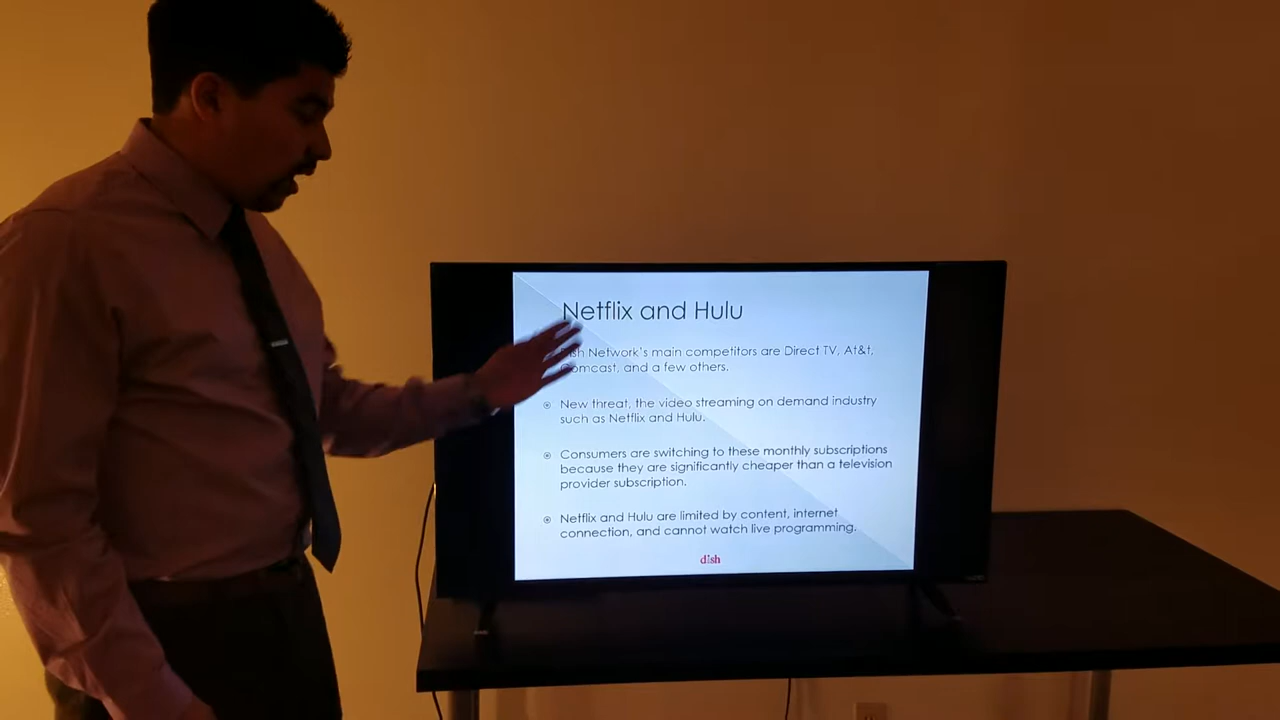 Netflix and Hulu
Dish Network's main competitors are Direct TV, At&t,
Comcast, and a few others.
New threat, the video streaming on demand industry
such as Netflix and Hulu.
Consumers are switching to these monthly subscriptions
because they are significantly cheaper than a television
provider subscription.
Netflix and Hulu are limited by content, internet
connection, and cannot watch live programming.
dish